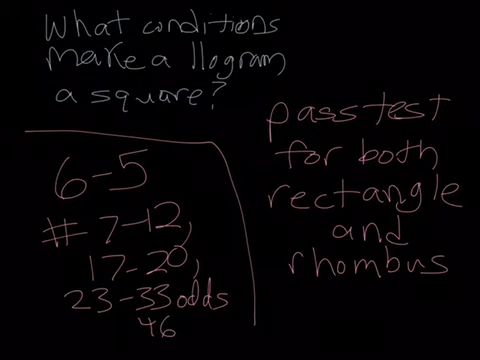 What conditions
make a llogram
a square?
pass test
for both
rectangle
and
rhombus
6-5
# 7-12,
17-20,
23-33 odds
46